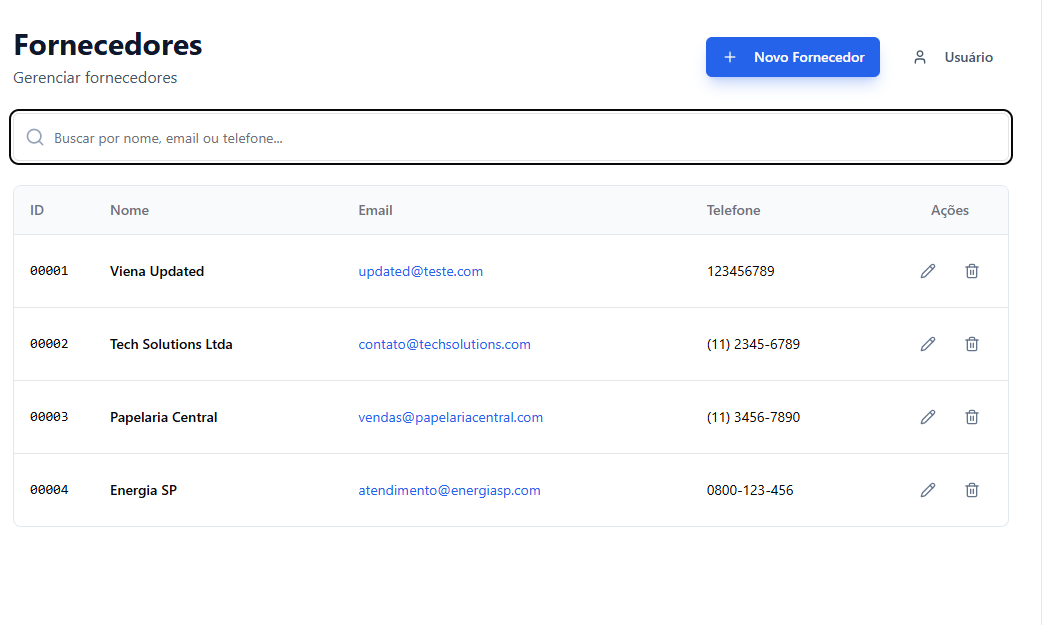 Fornecedores
Gerenciar fornecedores
Novo Fornecedor
Usuário
Buscar por nome, email ou telefone...
ID Nome Email Telefone Ações
00001 Viena Updated updated@teste.com 123456789
00002 Tech Solutions Ltda contato@techsolutions.com (11) 2345-6789
00003 Papelaria Central vendas@papelariacentral.com (11) 3456-7890
00004 Energia SP atendimento@energiasp.com 0800-123-456